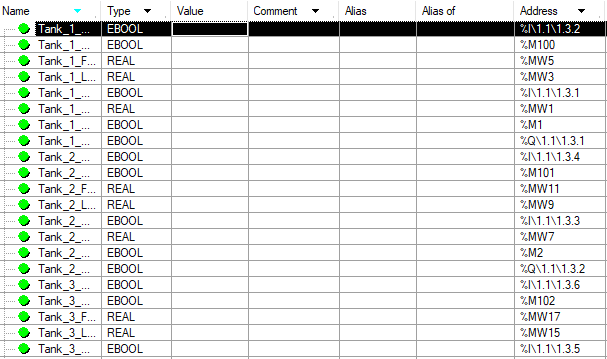 Name Type Value Comment Alias Alias of Address
Tank_1_... EBOOL %I\1.1\1.3.2
Tank_1_... EBOOL %M100
Tank_1_F... REAL %MW5
Tank_1_L... REAL %MW3
Tank_1_... EBOOL %I\1.1\1.3.1
Tank_1_... REAL %MW1
Tank_1_... EBOOL %M1
Tank_1_... EBOOL %Q\1.1\1.3.1
Tank_2_... EBOOL %I\1.1\1.3.4
Tank_2_... EBOOL %M101
Tank_2_F... REAL %MW11
Tank_2_L... REAL %MW9
Tank_2_... EBOOL %I\1.1\1.3.3
Tank_2_... REAL %MW7
Tank_2_... EBOOL %M2
Tank_2_... EBOOL %Q\1.1\1.3.2
Tank_3_... EBOOL %I\1.1\1.3.6
Tank_3_... EBOOL %M102
Tank_3_F... REAL %MW17
Tank_3_L... REAL %MW15
Tank_3_... EBOOL %I\1.1\1.3.5